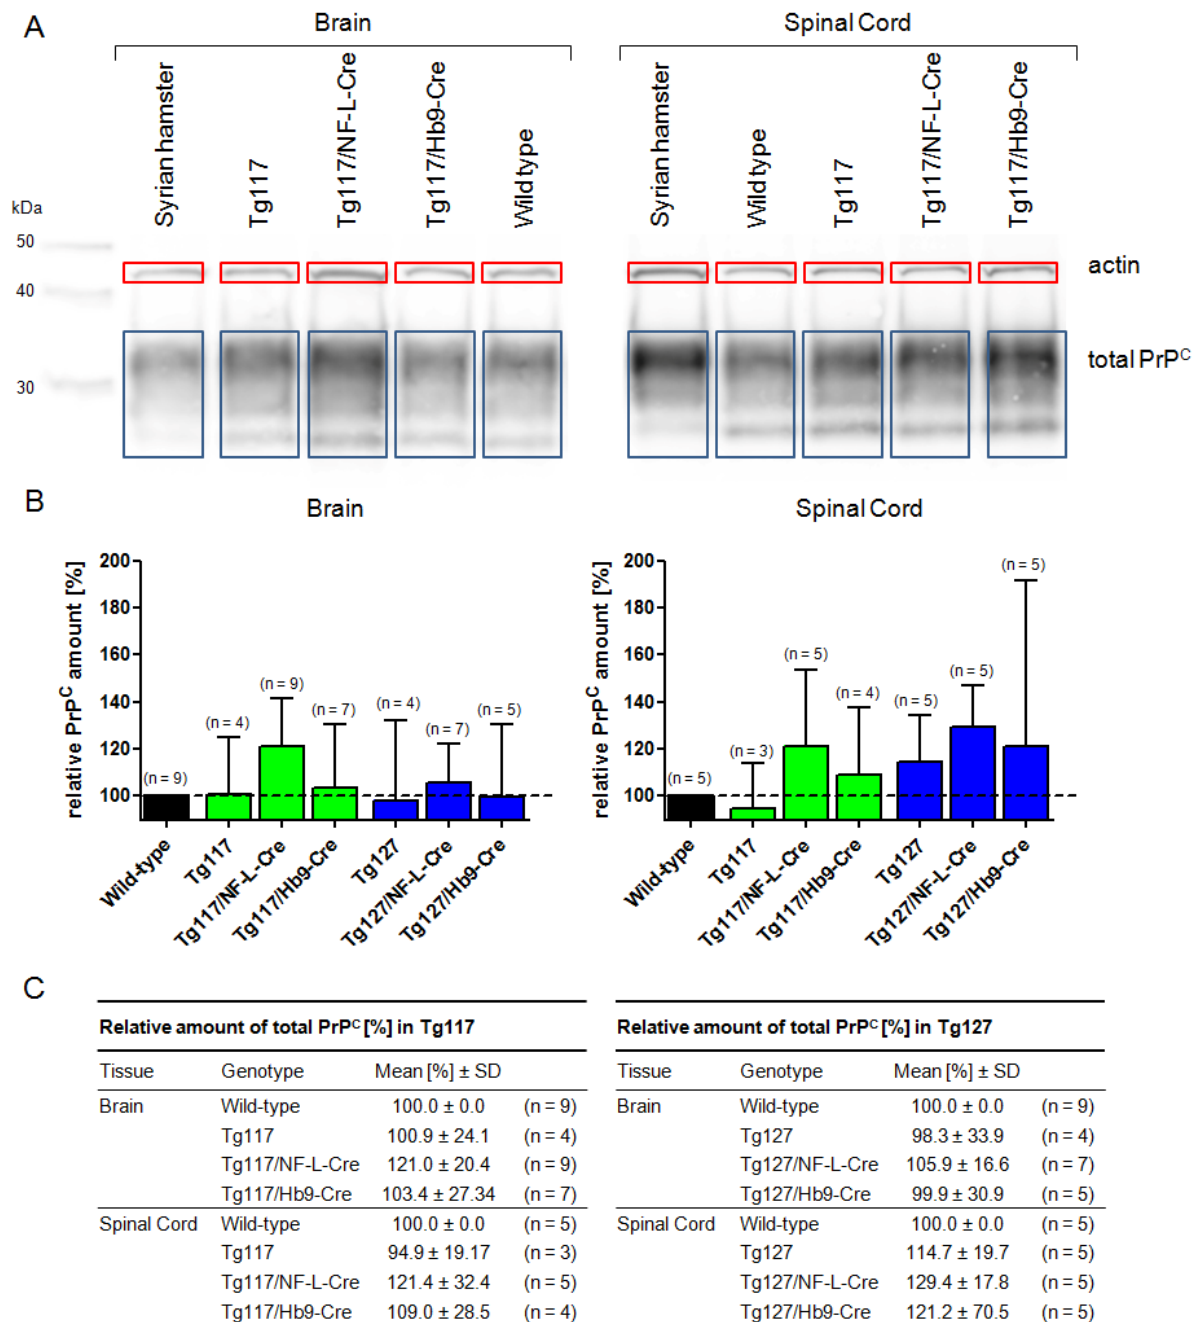 A
Brain
Spinal Cord
Syrian hamster
Tg117
Tg117/NF-L-Cre
Tg117/Hb9-Cre
Wild type
Syrian hamster
Wild type
Tg117
Tg117/NF-L-Cre
Tg117/Hb9-Cre
kDa
50
40
30
actin
total PrPᶜ
B
Brain
relative PrPᶜ amount [%]
200
180
160
140
120
100
(n = 9)
(n = 4)
(n = 9)
(n = 7)
(n = 4)
(n = 7)
(n = 5)
Wild-type
Tg117
Tg117/NF-L-Cre
Tg117/Hb9-Cre
Tg127
Tg127/NF-L-Cre
Tg127/Hb9-Cre
Spinal Cord
relative PrPᶜ amount [%]
200
180
160
140
120
100
(n = 5)
(n = 3)
(n = 5)
(n = 4)
(n = 5)
(n = 5)
(n = 5)
Wild-type
Tg117
Tg117/NF-L-Cre
Tg117/Hb9-Cre
Tg127
Tg127/NF-L-Cre
Tg127/Hb9-Cre
C
Relative amount of total PrPᶜ [%] in Tg117
Tissue Genotype Mean [%] ± SD
Brain Wild-type 100.0 ± 0.0 (n = 9)
Tg117 100.9 ± 24.1 (n = 4)
Tg117/NF-L-Cre 121.0 ± 20.4 (n = 9)
Tg117/Hb9-Cre 103.4 ± 27.34 (n = 7)
Spinal Cord Wild-type 100.0 ± 0.0 (n = 5)
Tg117 94.9 ± 19.17 (n = 3)
Tg117/NF-L-Cre 121.4 ± 32.4 (n = 5)
Tg117/Hb9-Cre 109.0 ± 28.5 (n = 4)
Relative amount of total PrPᶜ [%] in Tg127
Tissue Genotype Mean [%] ± SD
Brain Wild-type 100.0 ± 0.0 (n = 9)
Tg127 98.3 ± 33.9 (n = 4)
Tg127/NF-L-Cre 105.9 ± 16.6 (n = 7)
Tg127/Hb9-Cre 99.9 ± 30.9 (n = 5)
Spinal Cord Wild-type 100.0 ± 0.0 (n = 5)
Tg127 114.7 ± 19.7 (n = 5)
Tg127/NF-L-Cre 129.4 ± 17.8 (n = 5)
Tg127/Hb9-Cre 121.2 ± 70.5 (n = 5)